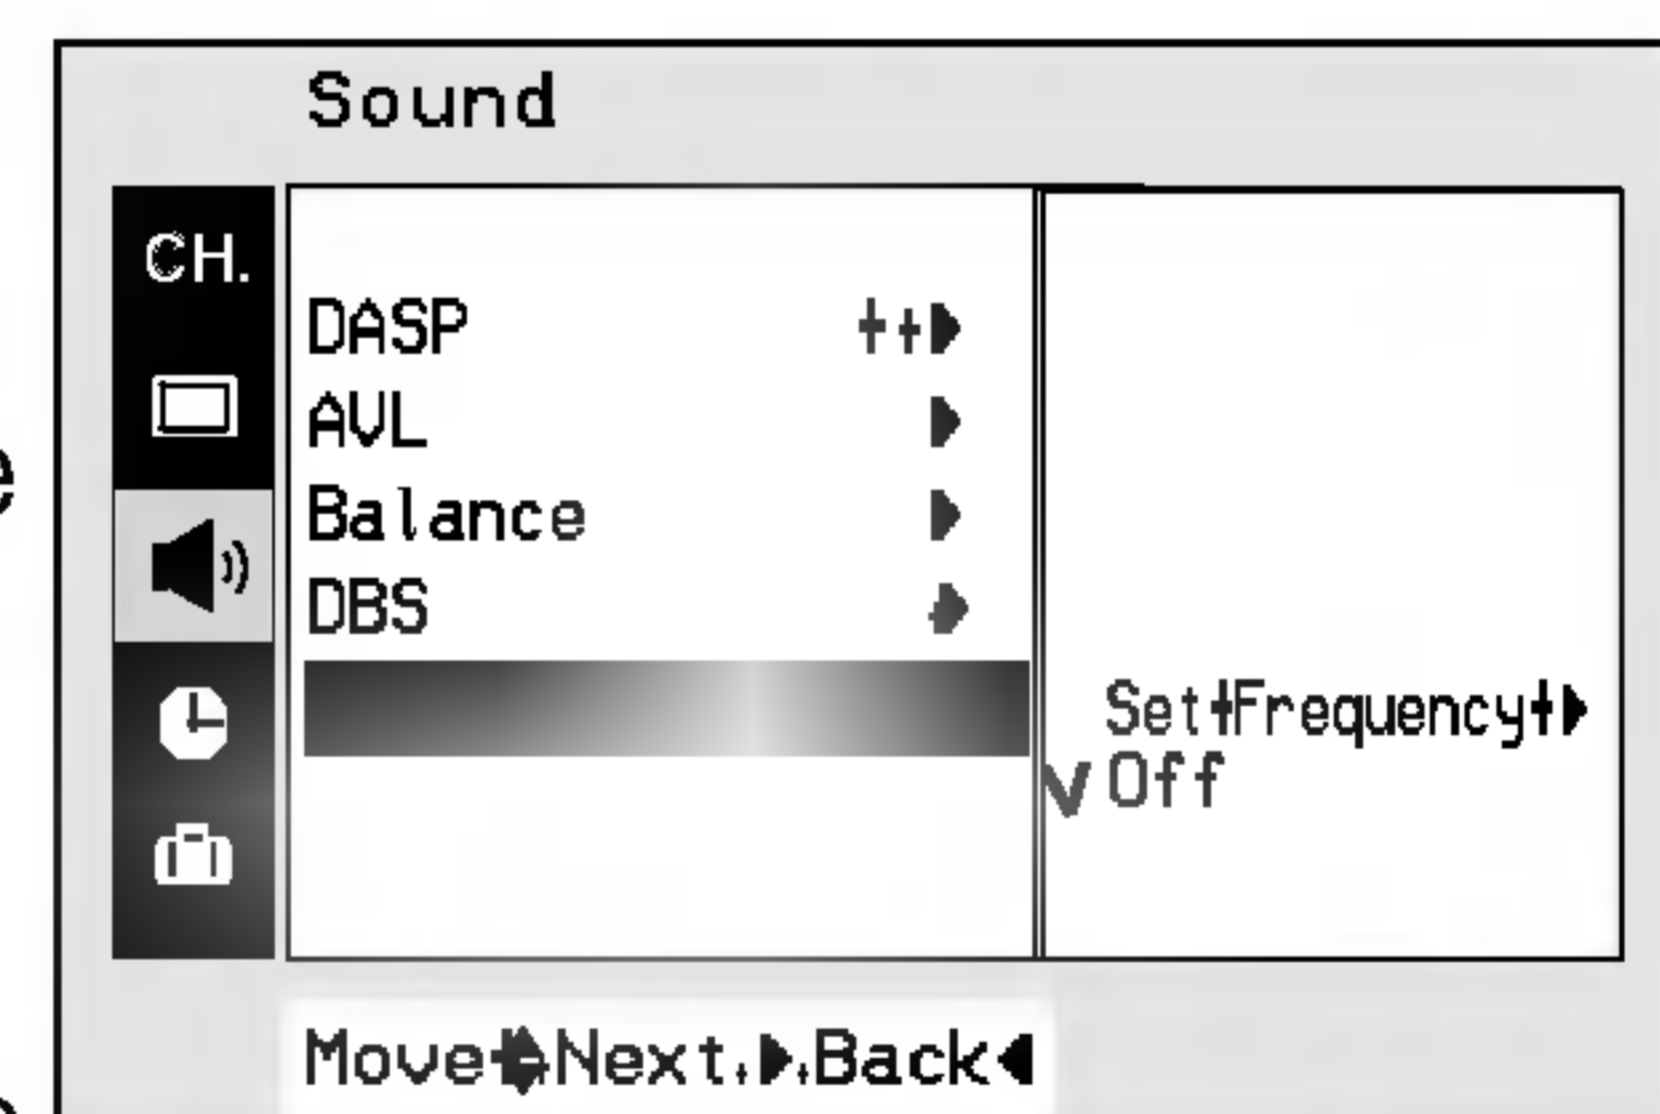 Sound
CH.
DASP
AVL
Balance
DBS
Set Frequency
Off
Move Next Back